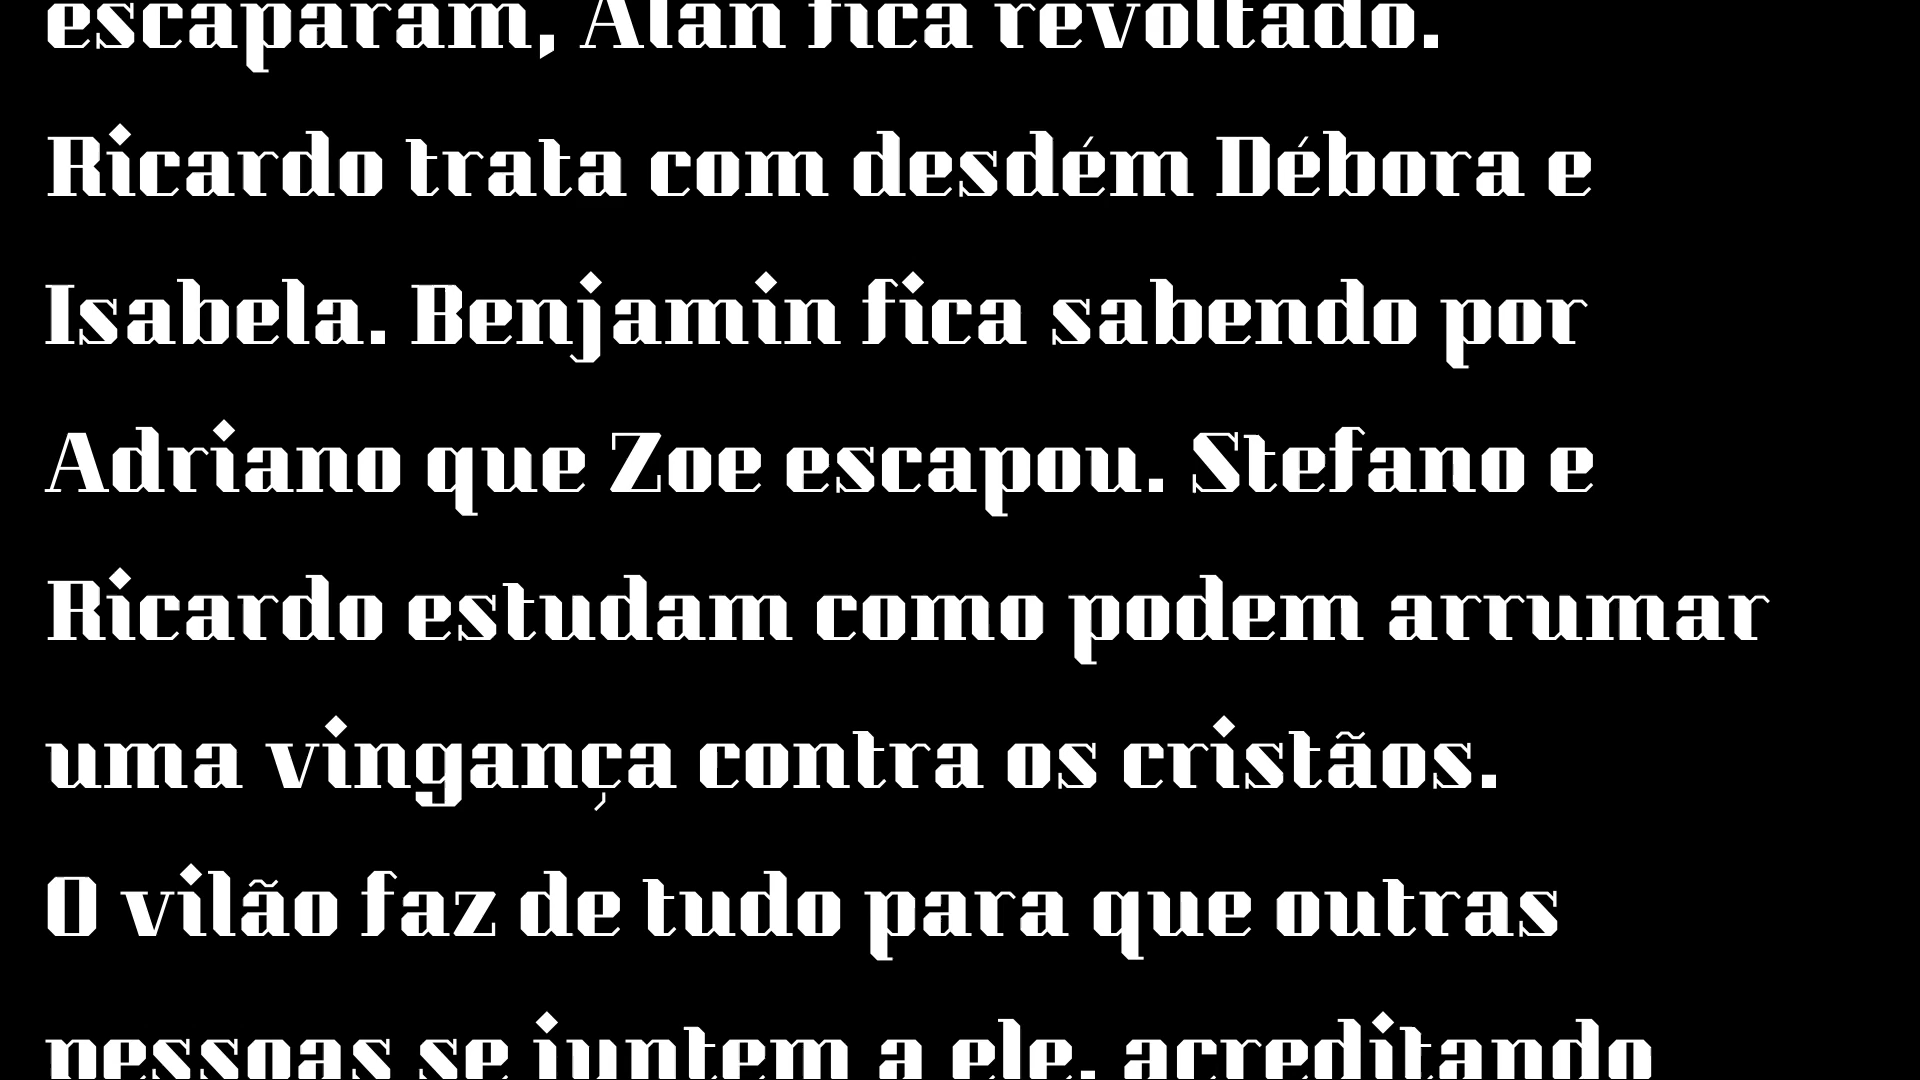 escaparam, Alan fica revoltado.
Ricardo trata com desdém Débora e
Isabela. Benjamin fica sabendo por
Adriano que Zoe escapou. Stefano e
Ricardo estudam como podem arrumar
uma vingança contra os cristãos.
O vilão faz de tudo para que outras
pessoas se juntem a ele, acreditando